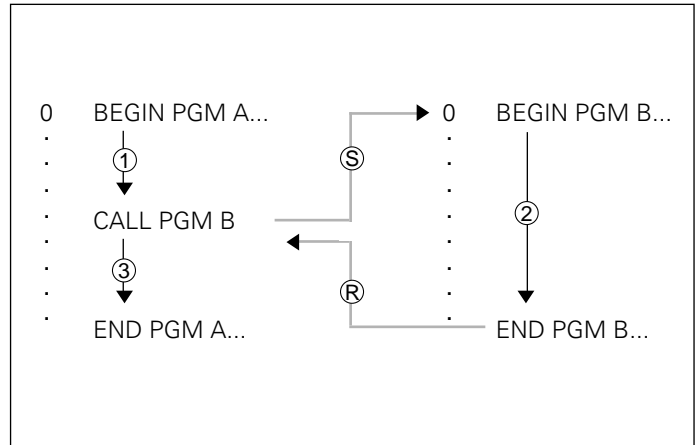 0 BEGIN PGM A... 0 BEGIN PGM B...
1 S
CALL PGM B 2
3 R
END PGM A... END PGM B...